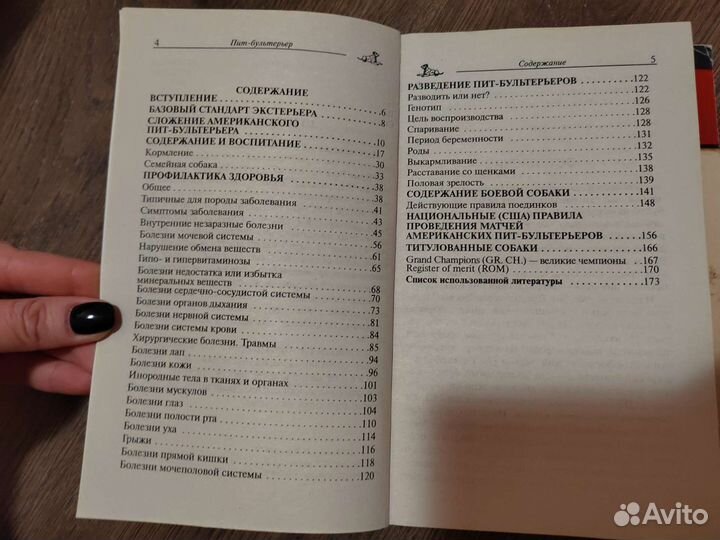 4 Пит-бультерьер
СОДЕРЖАНИЕ
ВСТУПЛЕНИЕ 6
БАЗОВЫЙ СТАНДАРТ ЭКСТЕРЬЕРА 8
СЛОЖЕНИЕ АМЕРИКАНСКОГО
ПИТ-БУЛЬТЕРЬЕРА 10
СОДЕРЖАНИЕ И ВОСПИТАНИЕ 17
Кормление 30
Семейная собака 33
ПРОФИЛАКТИКА ЗДОРОВЬЯ 38
Общее 38
Типичные для породы заболевания 41
Симптомы заболевания 43
Внутренние незаразные болезни 45
Болезни мочевой системы 56
Нарушение обмена веществ 61
Гипо- и гипервитаминозы 65
Болезни недостатка или избытка
минеральных веществ 68
Болезни сердечно-сосудистой системы 70
Болезни органов дыхания 73
Болезни нервной системы 81
Болезни системы крови 84
Хирургические болезни. Травмы 85
Болезни лап 94
Болезни кожи 96
Инородные тела в тканях и органах 101
Болезни мускулов 103
Болезни глаз 104
Болезни полости рта 110
Болезни уха 114
Грыжи 116
Болезни прямой кишки 118
Болезни мочеполовой системы 120
Содержание 5
РАЗВЕДЕНИЕ ПИТ-БУЛЬТЕРЬЕРОВ 122
Разводить или нет? 122
Генотип 126
Цель воспроизводства 128
Спаривание 128
Период беременности 131
Роды 132
Выкармливание 135
Расставание со щенками 138
Половая зрелость 139
СОДЕРЖАНИЕ БОЕВОЙ СОБАКИ 141
Действующие правила поединков 148
НАЦИОНАЛЬНЫЕ (США) ПРАВИЛА
ПРОВЕДЕНИЯ МАТЧЕЙ
АМЕРИКАНСКИХ ПИТ-БУЛЬТЕРЬЕРОВ 156
ТИТУЛОВАННЫЕ СОБАКИ 166
Grand Champions (GR. CH.) — великие чемпионы 167
Register of merit (ROM) 170
Список использованной литературы 173
Avito